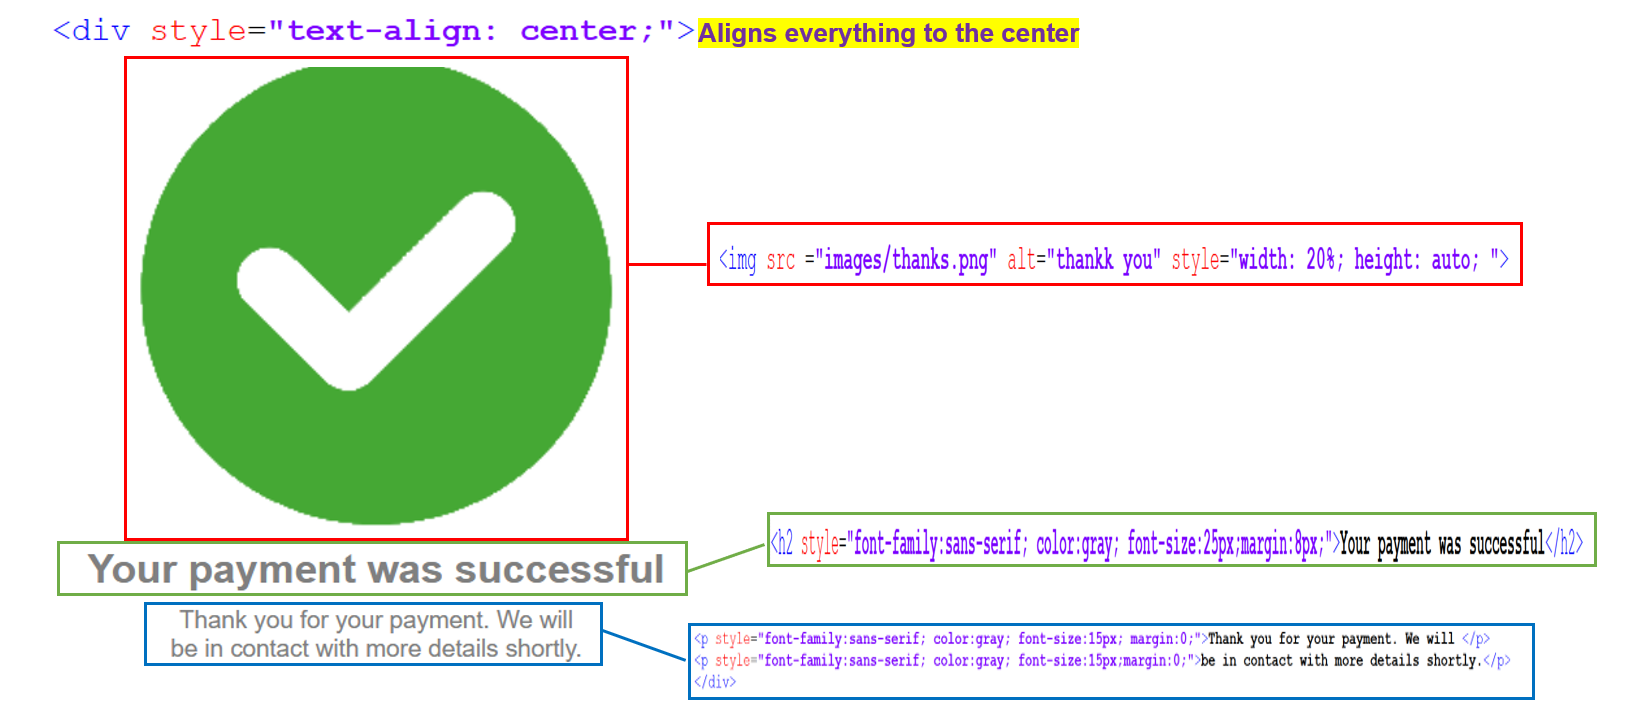 <div style="text-align: center;">Aligns everything to the center
<img src ="images/thanks.png" alt="thankk you" style="width: 20%; height: auto; ">
Your payment was successful
<h2 style="font-family:sans-serif; color:gray; font-size:25px;margin:8px;">Your payment was successful</h2>
Thank you for your payment. We will
be in contact with more details shortly.
<p style="font-family:sans-serif; color:gray; font-size:15px; margin:0;">Thank you for your payment. We will </p>
<p style="font-family:sans-serif; color:gray; font-size:15px;margin:0;">be in contact with more details shortly.</p>
</div>